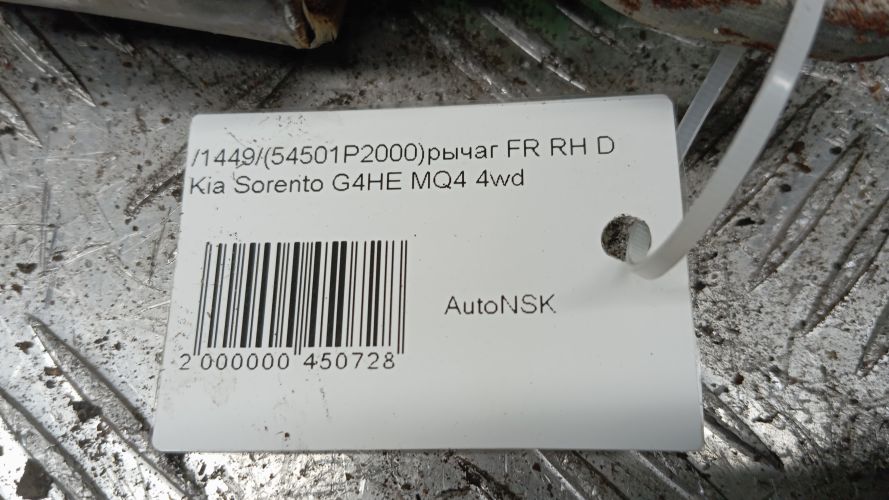 /1449/(54501P2000)рычаг FR RH D
Kia Sorento G4HE MQ4 4wd
AutoNSK
2 000000 450728